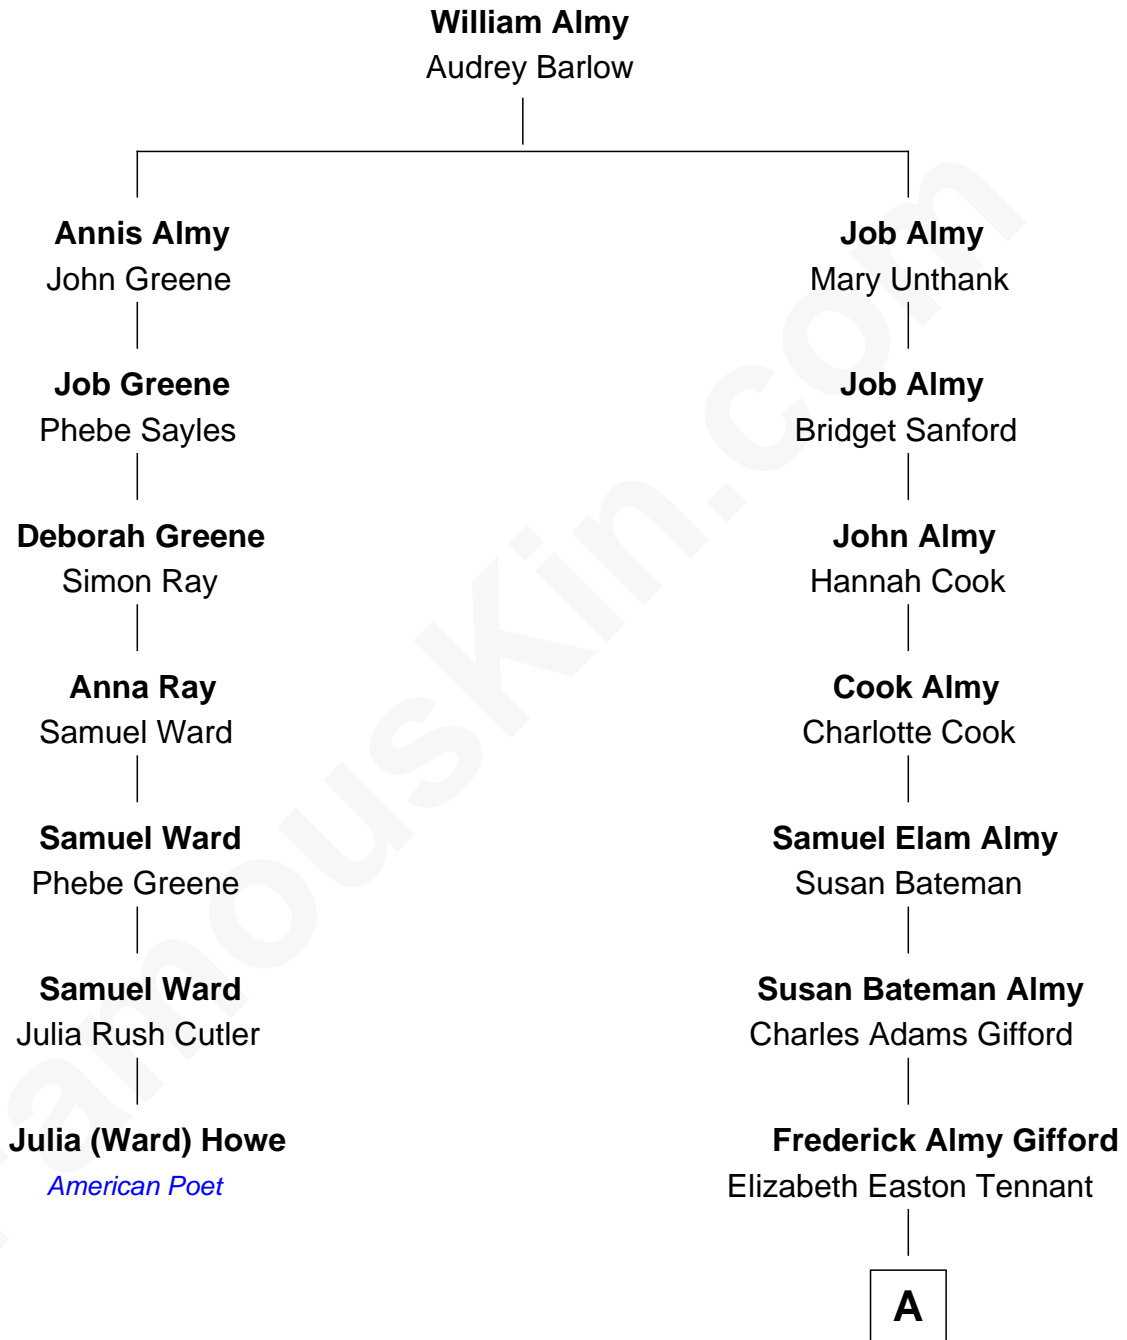 William Almy
Audrey Barlow
Annis Almy
John Greene
Job Almy
Mary Unthank
Job Greene
Phebe Sayles
Job Almy
Bridget Sanford
Deborah Greene
Simon Ray
John Almy
Hannah Cook
Anna Ray
Samuel Ward
Cook Almy
Charlotte Cook
Samuel Ward
Phebe Greene
Samuel Elam Almy
Susan Bateman
Samuel Ward
Julia Rush Cutler
Susan Bateman Almy
Charles Adams Gifford
Julia (Ward) Howe
American Poet
Frederick Almy Gifford
Elizabeth Easton Tennant
A
FamousKin.com